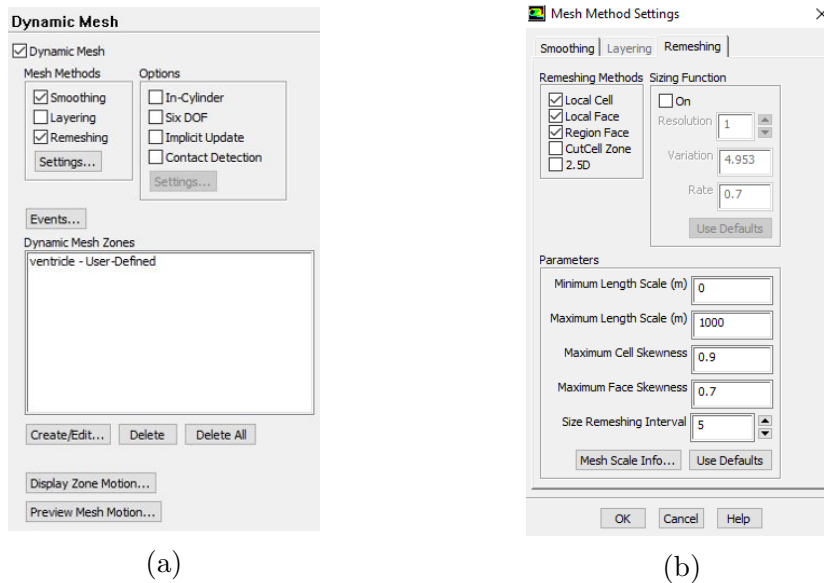 Dynamic Mesh
Dynamic Mesh
Mesh Methods
Smoothing
Layering
Remeshing
Settings...
Options
In-Cylinder
Six DOF
Implicit Update
Contact Detection
Settings...
Events...
Dynamic Mesh Zones
ventricle - User-Defined
Create/Edit...
Delete
Delete All
Display Zone Motion...
Preview Mesh Motion...
(a)
Mesh Method Settings
Smoothing
Layering
Remeshing
Remeshing Methods
Local Cell
Local Face
Region Face
CutCell Zone
2.5D
Sizing Function
On
Resolution 1
Variation 4.953
Rate 0.7
Use Defaults
Parameters
Minimum Length Scale (m) 0
Maximum Length Scale (m) 1000
Maximum Cell Skewness 0.9
Maximum Face Skewness 0.7
Size Remeshing Interval 5
Mesh Scale Info...
Use Defaults
OK
Cancel
Help
(b)